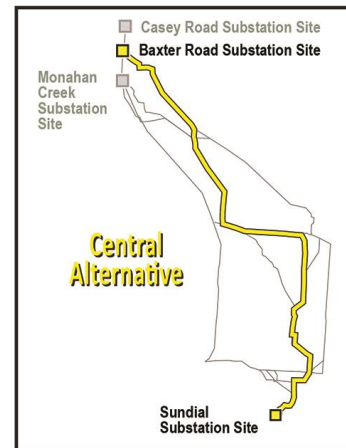 Casey Road Substation Site
Baxter Road Substation Site
Monahan
Creek
Substation
Site
Central
Alternative
Sundial
Substation Site